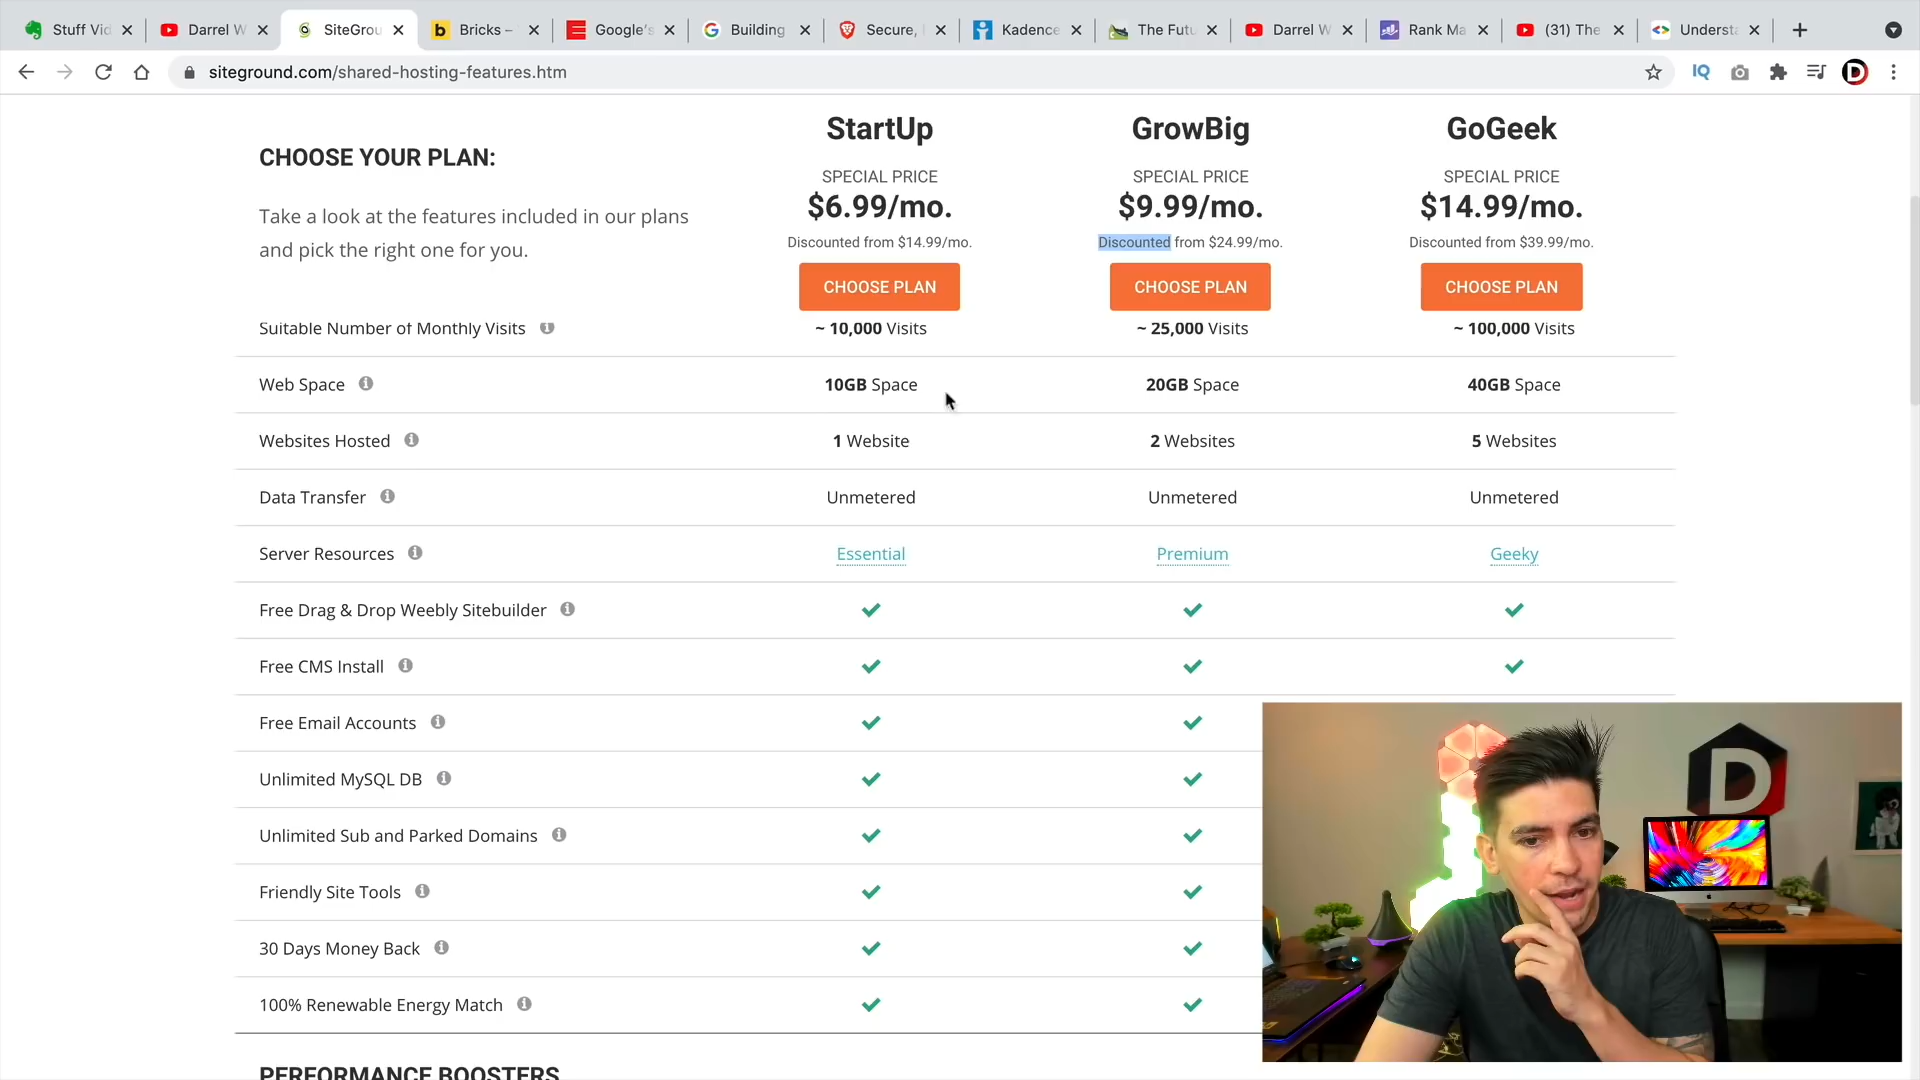 Stuff Vid
Darrel W
SiteGrou
Bricks –
Google's
Building
Secure,
Kadence
The Futu
Darrel W
Rank Ma
(31) The
Understa
siteground.com/shared-hosting-features.htm
IQ
D
CHOOSE YOUR PLAN:
Take a look at the features included in our plans
and pick the right one for you.
StartUp
SPECIAL PRICE
$6.99/mo.
Discounted from $14.99/mo.
CHOOSE PLAN
GrowBig
SPECIAL PRICE
$9.99/mo.
Discounted from $24.99/mo.
CHOOSE PLAN
GoGeek
SPECIAL PRICE
$14.99/mo.
Discounted from $39.99/mo.
CHOOSE PLAN
Suitable Number of Monthly Visits ~ 10,000 Visits ~ 25,000 Visits ~ 100,000 Visits
Web Space 10GB Space 20GB Space 40GB Space
Websites Hosted 1 Website 2 Websites 5 Websites
Data Transfer Unmetered Unmetered Unmetered
Server Resources Essential Premium Geeky
Free Drag & Drop Weebly Sitebuilder
Free CMS Install
Free Email Accounts
Unlimited MySQL DB
Unlimited Sub and Parked Domains
Friendly Site Tools
30 Days Money Back
100% Renewable Energy Match
PERFORMANCE BOOSTERS
D